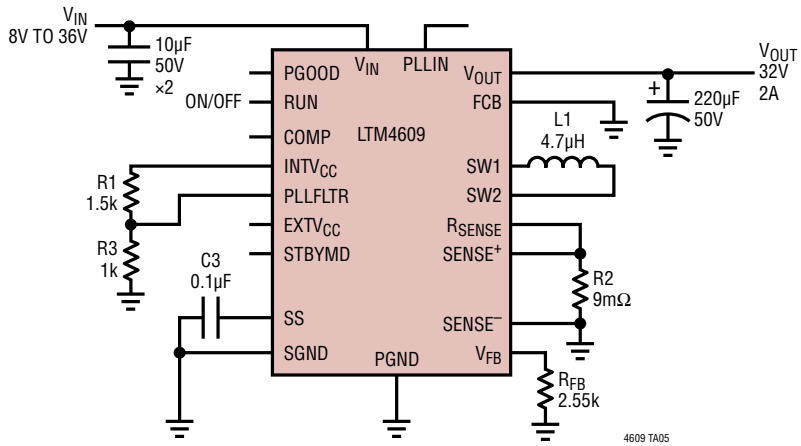 VIN
8V TO 36V
10µF
50V
×2
VIN
PLLIN
PGOOD
VOUT
VOUT
32V
2A
ON/OFF
RUN
FCB
+
220µF
50V
COMP
LTM4609
L1
4.7µH
INTVCC
SW1
R1
1.5k
PLLFLTR
SW2
EXTVCC
RSENSE
R3
1k
STBYMD
SENSE+
C3
0.1µF
R2
9mΩ
SS
SENSE–
SGND
PGND
VFB
RFB
2.55k
4609 TA05